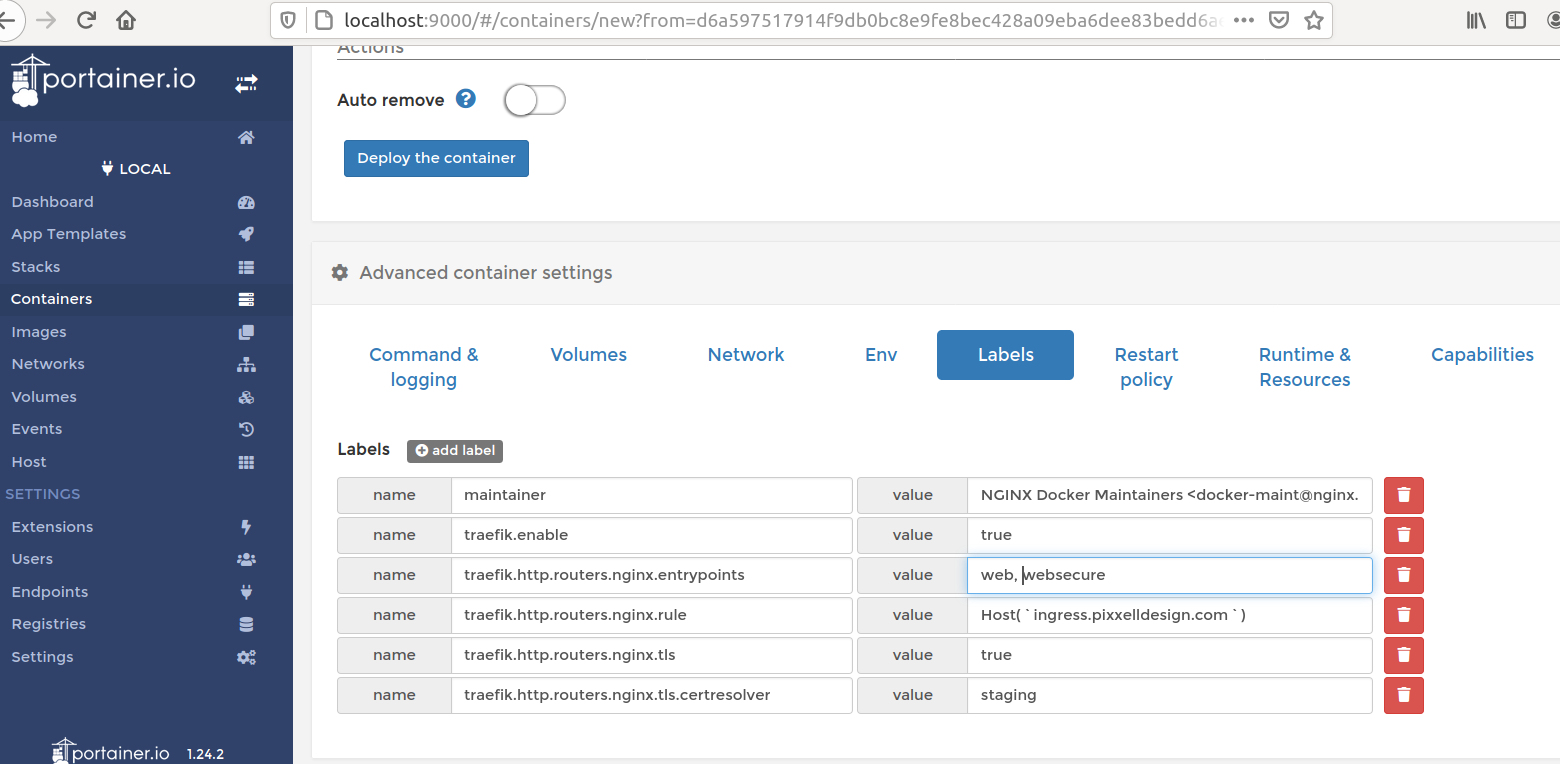 localhost:9000/#/containers/new?from=d6a597517914f9db0bc8e9fe8bec428a09eba6dee83bedd6a
portainer.io
Home
LOCAL
Dashboard
App Templates
Stacks
Containers
Images
Networks
Volumes
Events
Host
SETTINGS
Extensions
Users
Endpoints
Registries
Settings
portainer.io 1.24.2
Actions
Auto remove ?
Deploy the container
Advanced container settings
Command & logging
Volumes
Network
Env
Labels
Restart policy
Runtime & Resources
Capabilities
Labels add label
name maintainer value NGINX Docker Maintainers <docker-maint@nginx.
name traefik.enable value true
name traefik.http.routers.nginx.entrypoints value web, websecure
name traefik.http.routers.nginx.rule value Host(`ingress.pixxelldesign.com`)
name traefik.http.routers.nginx.tls value true
name traefik.http.routers.nginx.tls.certresolver value staging